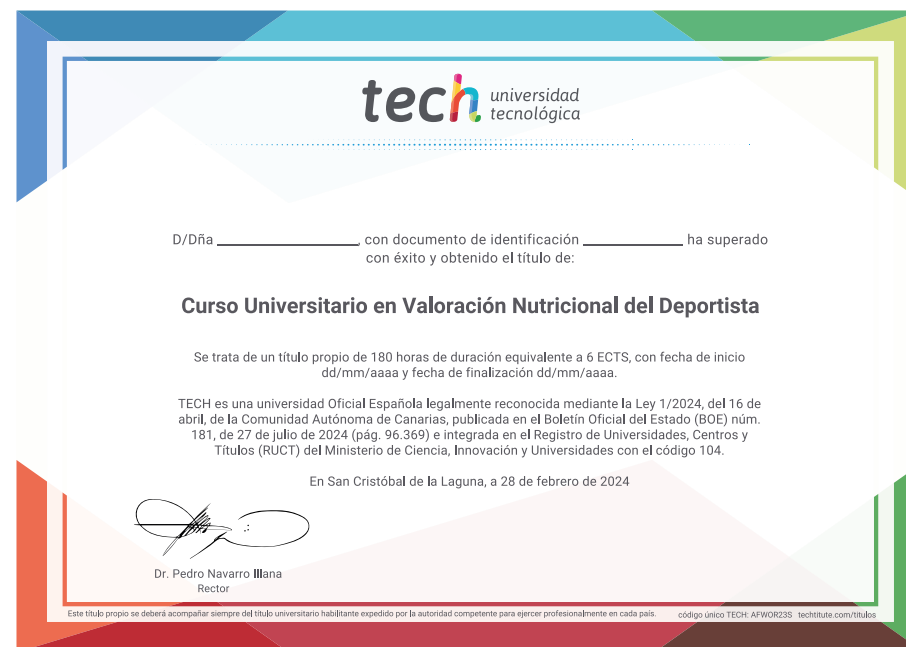 tech universidad
tecnológica
D/Dña ____________________, con documento de identificación ______________ ha superado
con éxito y obtenido el título de:
Curso Universitario en Valoración Nutricional del Deportista
Se trata de un título propio de 180 horas de duración equivalente a 6 ECTS, con fecha de inicio
dd/mm/aaaa y fecha de finalización dd/mm/aaaa.
TECH es una universidad Oficial Española legalmente reconocida mediante la Ley 1/2024, del 16 de
abril, de la Comunidad Autónoma de Canarias, publicada en el Boletín Oficial del Estado (BOE) núm.
181, de 27 de julio de 2024 (pág. 96.369) e integrada en el Registro de Universidades, Centros y
Títulos (RUCT) del Ministerio de Ciencia, Innovación y Universidades con el código 104.
En San Cristóbal de la Laguna, a 28 de febrero de 2024
Dr. Pedro Navarro Illana
Rector
Este título propio se deberá acompañar siempre del título universitario habilitante expedido por la autoridad competente para ejercer profesionalmente en cada país. código único TECH: AFWOR23S techtitute.com/titulos